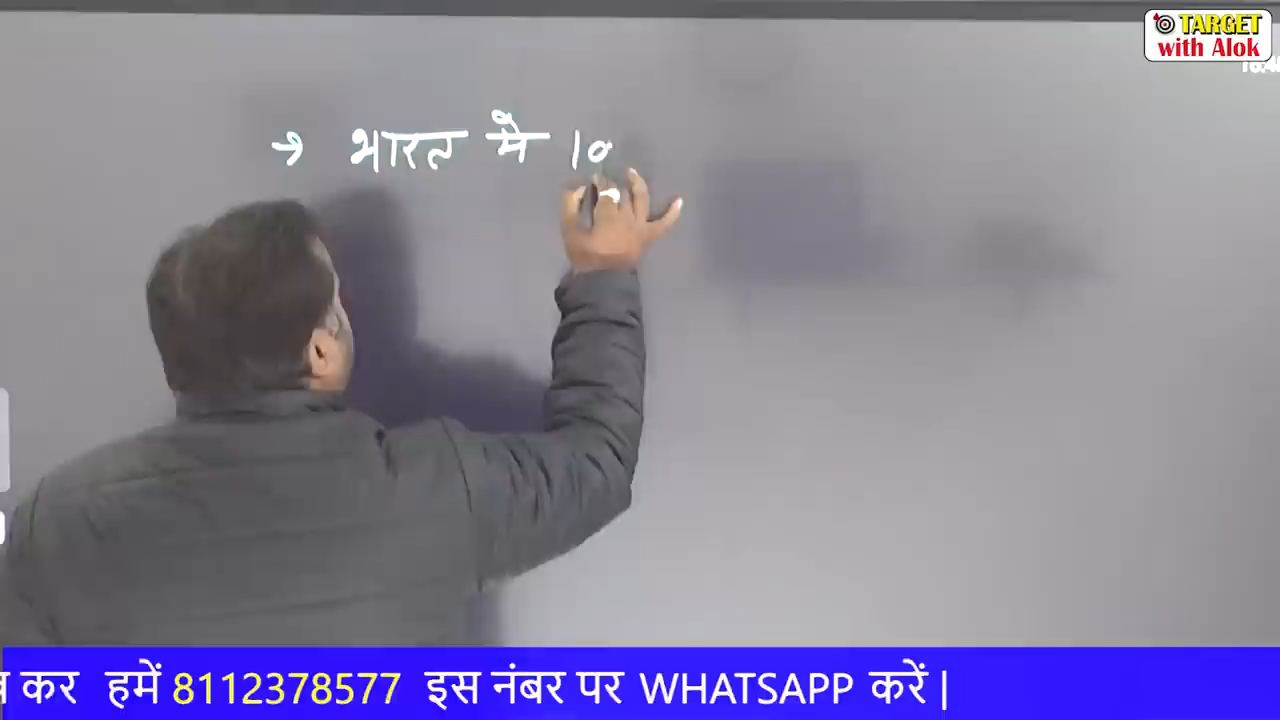 TARGET
with Alok
→ भारत मे 10
कर हमें 8112378577 इस नंबर पर WHATSAPP करें |